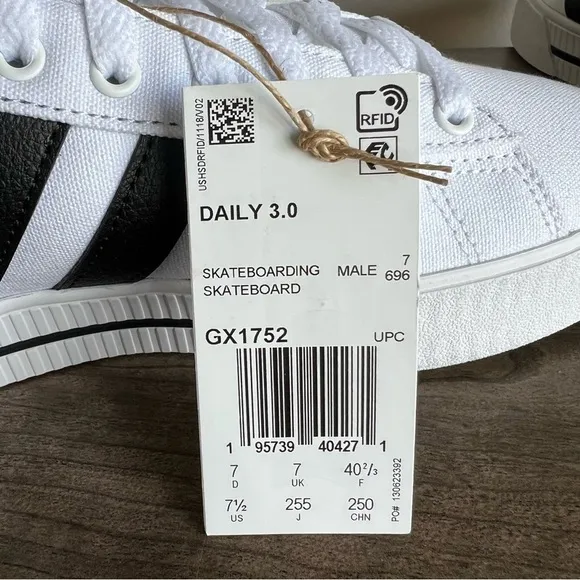 USHSDRFID/1118/V02
RFID
DAILY 3.0
SKATEBOARDING MALE 7
SKATEBOARD 696
GX1752 UPC
1 95739 40427 1
7 7 40²/₃
D UK F
7½ 255 250
US J CHN
PO# 130623392